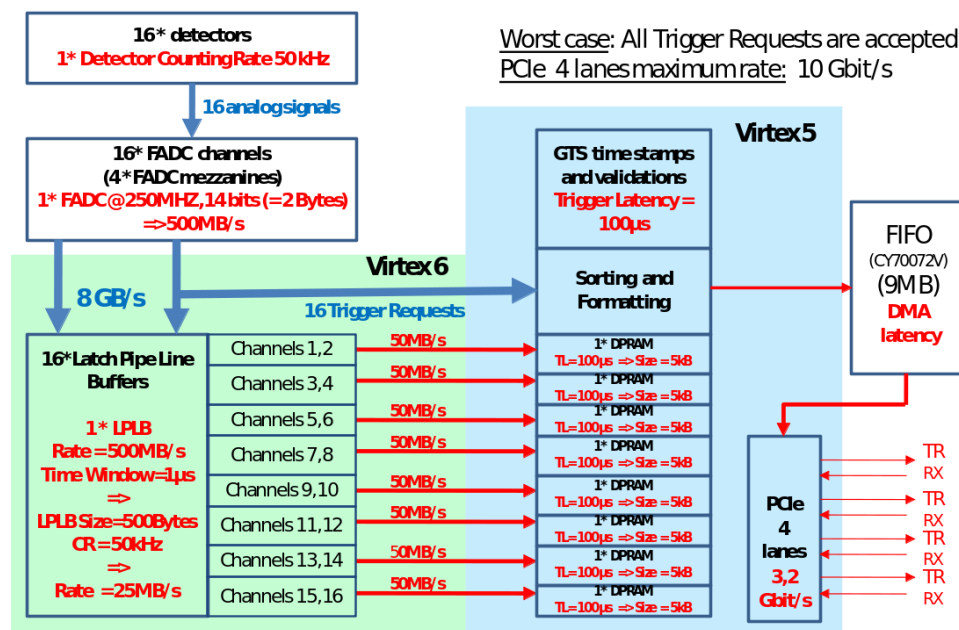 16* detectors
1* Detector Counting Rate 50 kHz
Worst case: All Trigger Requests are accepted
PCIe 4 lanes maximum rate: 10 Gbit/s
16 analog signals
16* FADC channels
(4* FADC mezzanines)
1* FADC@250MHZ, 14 bits (=2 Bytes)
=>500MB/s
Virtex 5
GTS time stamps
and validations
Trigger Latency =
100µs
Virtex 6
8 GB/s
16 Trigger Requests
Sorting and
Formatting
FIFO
(CY70072V)
(9MB)
DMA
latency
16* Latch Pipe Line
Buffers
1* LPLB
Rate = 500MB/s
Time Window=1µs
=>
LPLB Size=500Bytes
CR = 50kHz
=>
Rate =25MB/s
Channels 1,2
50MB/s
1* DPRAM
TL=100µs => Size = 5kB
Channels 3,4
50MB/s
1* DPRAM
TL=100µs => Size = 5kB
Channels 5,6
50MB/s
1* DPRAM
TL=100µs => Size = 5kB
Channels 7,8
50MB/s
1* DPRAM
TL=100µs => Size = 5kB
Channels 9,10
50MB/s
1* DPRAM
TL=100µs => Size = 5kB
Channels 11,12
50MB/s
1* DPRAM
TL=100µs => Size = 5kB
Channels 13,14
50MB/s
1* DPRAM
TL=100µs => Size = 5kB
Channels 15,16
50MB/s
1* DPRAM
TL=100µs => Size = 5kB
PCIe
4
lanes
3,2
Gbit/s
TR
RX
TR
RX
TR
RX
TR
RX